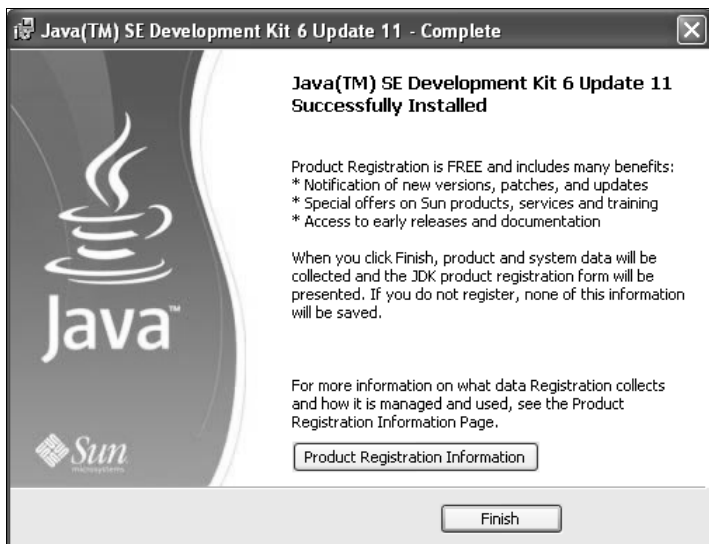 Java(TM) SE Development Kit 6 Update 11 - Complete
Java(TM) SE Development Kit 6 Update 11
Successfully Installed
Product Registration is FREE and includes many benefits:
* Notification of new versions, patches, and updates
* Special offers on Sun products, services and training
* Access to early releases and documentation
When you click Finish, product and system data will be
collected and the JDK product registration form will be
presented. If you do not register, none of this information
will be saved.
Java™
For more information on what data Registration collects
and how it is managed and used, see the Product
Registration Information Page.
Sun
microsystems
Product Registration Information
Finish